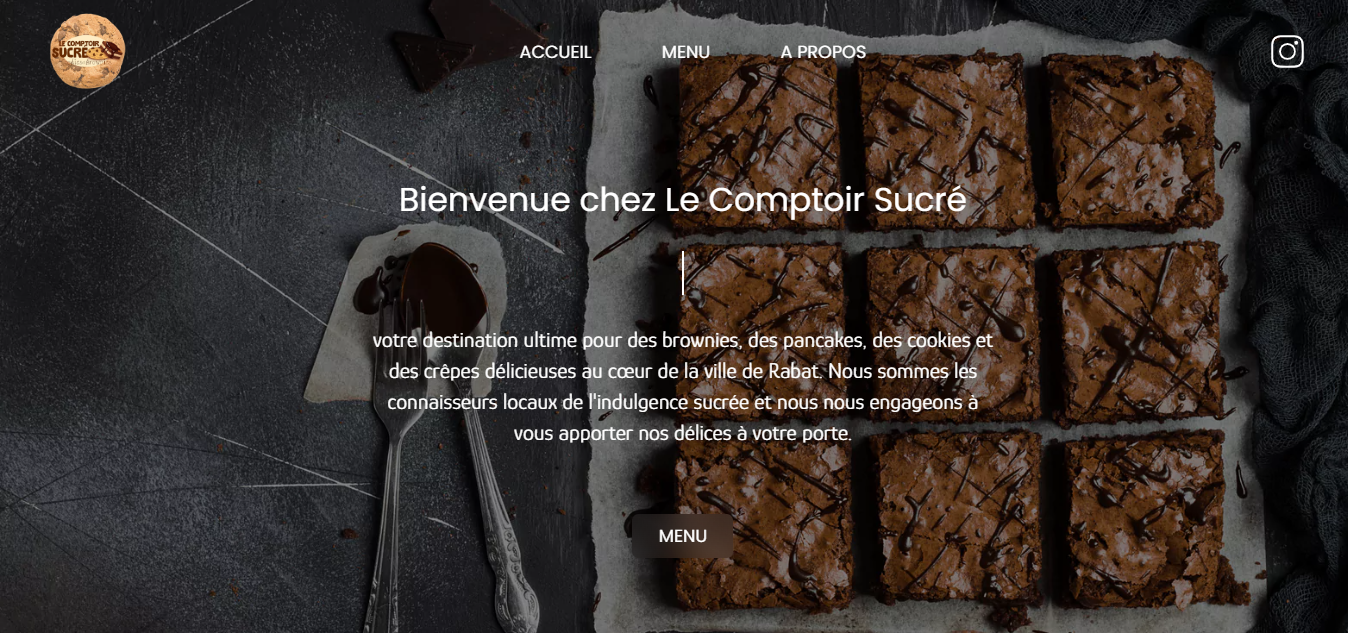 LE COMPTOIR
SUCRÉ
ACCUEIL
MENU
A PROPOS
Bienvenue chez Le Comptoir Sucré
votre destination ultime pour des brownies, des pancakes, des cookies et
des crêpes délicieuses au cœur de la ville de Rabat. Nous sommes les
connaisseurs locaux de l'indulgence sucrée et nous nous engageons à
vous apporter nos délices à votre porte.
MENU